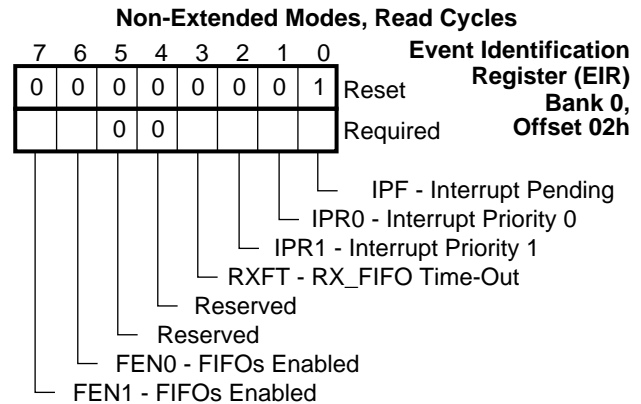 Non-Extended Modes, Read Cycles
7 6 5 4 3 2 1 0
Event Identification
Register (EIR)
Bank 0,
Offset 02h
0 0 0 0 0 0 0 1 Reset
0 0 Required
IPF - Interrupt Pending
IPR0 - Interrupt Priority 0
IPR1 - Interrupt Priority 1
RXFT - RX_FIFO Time-Out
Reserved
Reserved
FEN0 - FIFOs Enabled
FEN1 - FIFOs Enabled